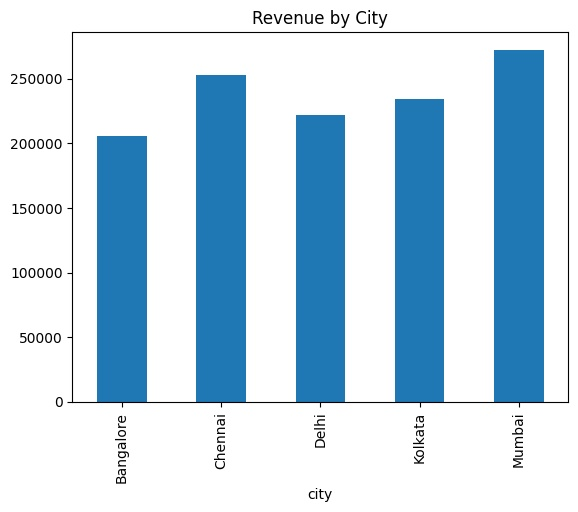 Revenue by City
250000
200000
150000
100000
50000
0
Bangalore
Chennai
Delhi
Kolkata
Mumbai
city